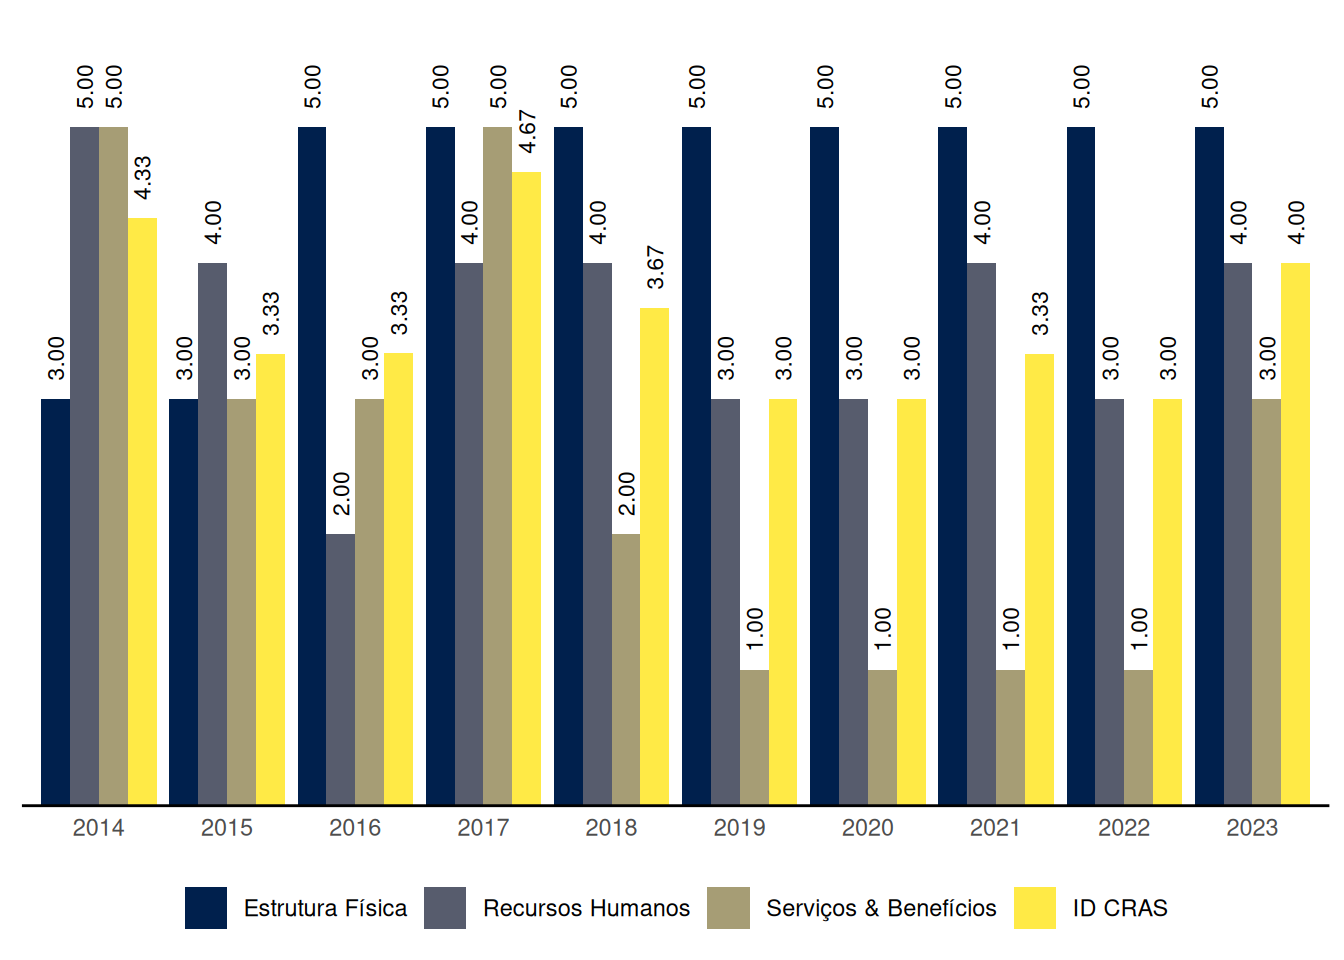 3.00 5.00 5.00 4.33
3.00 4.00 3.00 3.33
5.00 2.00 3.00 3.33
5.00 4.00 5.00 4.67
5.00 4.00 2.00 3.67
5.00 3.00 1.00 3.00
5.00 3.00 1.00 3.00
5.00 4.00 1.00 3.33
5.00 3.00 1.00 3.00
5.00 4.00 3.00 4.00
2014 2015 2016 2017 2018 2019 2020 2021 2022 2023
Estrutura Física Recursos Humanos Serviços & Benefícios ID CRAS